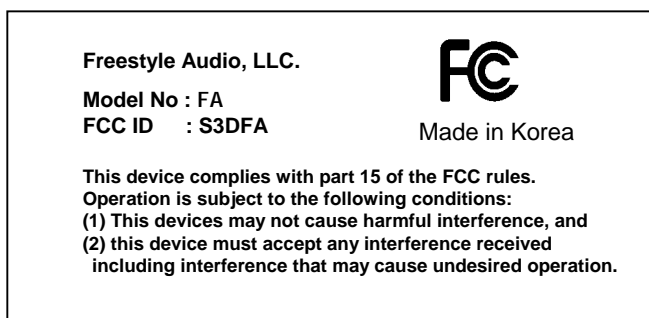 Freestyle Audio, LLC.
FC
Model No : FA
FCC ID : S3DFA
Made in Korea
This device complies with part 15 of the FCC rules.
Operation is subject to the following conditions:
(1) This devices may not cause harmful interference, and
(2) this device must accept any interference received
including interference that may cause undesired operation.